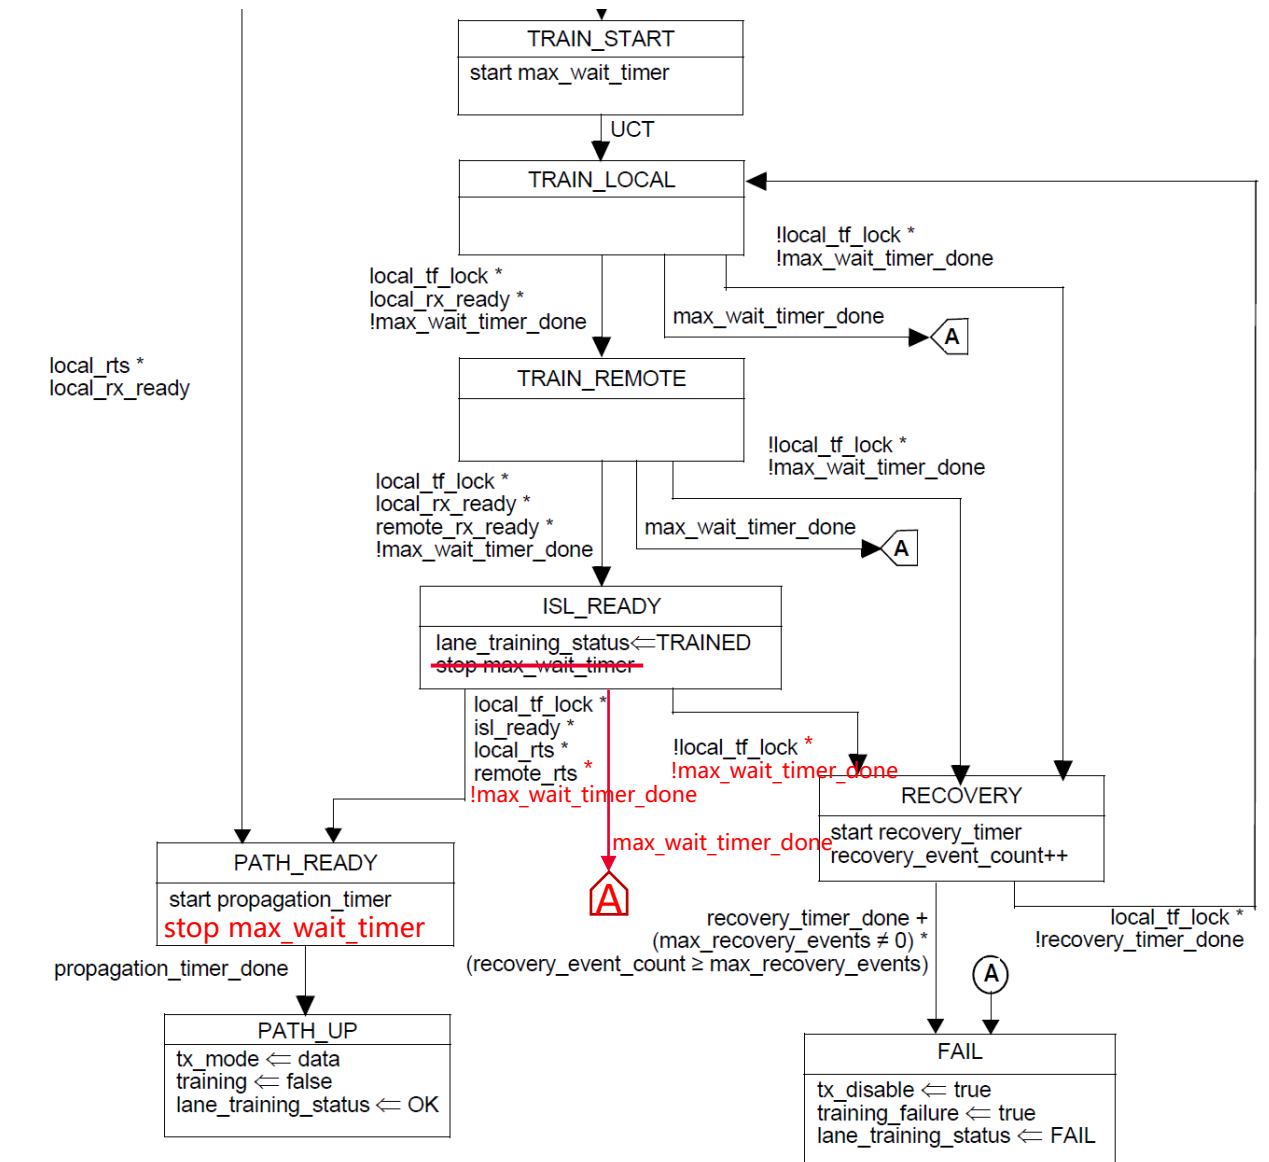 TRAIN_START
start max_wait_timer
UCT
TRAIN_LOCAL
!local_tf_lock *
!max_wait_timer_done
local_tf_lock *
local_rx_ready *
!max_wait_timer_done
max_wait_timer_done
A
local_rts *
local_rx_ready
TRAIN_REMOTE
!local_tf_lock *
!max_wait_timer_done
local_tf_lock *
local_rx_ready *
remote_rx_ready *
!max_wait_timer_done
max_wait_timer_done
A
ISL_READY
lane_training_status⇐TRAINED
stop max_wait_timer
local_tf_lock *
isl_ready *
local_rts *
remote_rts *
!max_wait_timer_done
!local_tf_lock *
!max_wait_timer_done
max_wait_timer_done
A
RECOVERY
start recovery_timer
recovery_event_count++
PATH_READY
start propagation_timer
stop max_wait_timer
propagation_timer_done
recovery_timer_done +
(max_recovery_events ≠ 0) *
(recovery_event_count ≥ max_recovery_events)
local_tf_lock *
!recovery_timer_done
A
PATH_UP
tx_mode ⇐ data
training ⇐ false
lane_training_status ⇐ OK
FAIL
tx_disable ⇐ true
training_failure ⇐ true
lane_training_status ⇐ FAIL